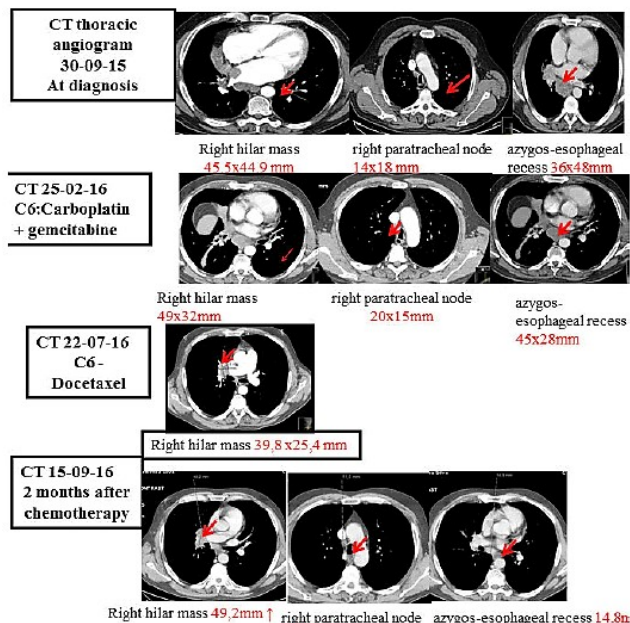 CT thoracic
angiogram
30-09-15
At diagnosis
Right hilar mass
45.5x44.9 mm
right paratracheal node
14x18 mm
azygos-esophageal
recess 36x48mm
CT 25-02-16
C6:Carboplatin
+ gemcitabine
Right hilar mass
49x32mm
right paratracheal node
20x15mm
azygos-
esophageal recess
45x28mm
CT 22-07-16
C6 -
Docetaxel
Right hilar mass 39,8 x25,4 mm
CT 15-09-16
2 months after
chemotherapy
Right hilar mass 49,2mm ↑
right paratracheal node
azygos-esophageal recess 14.8m